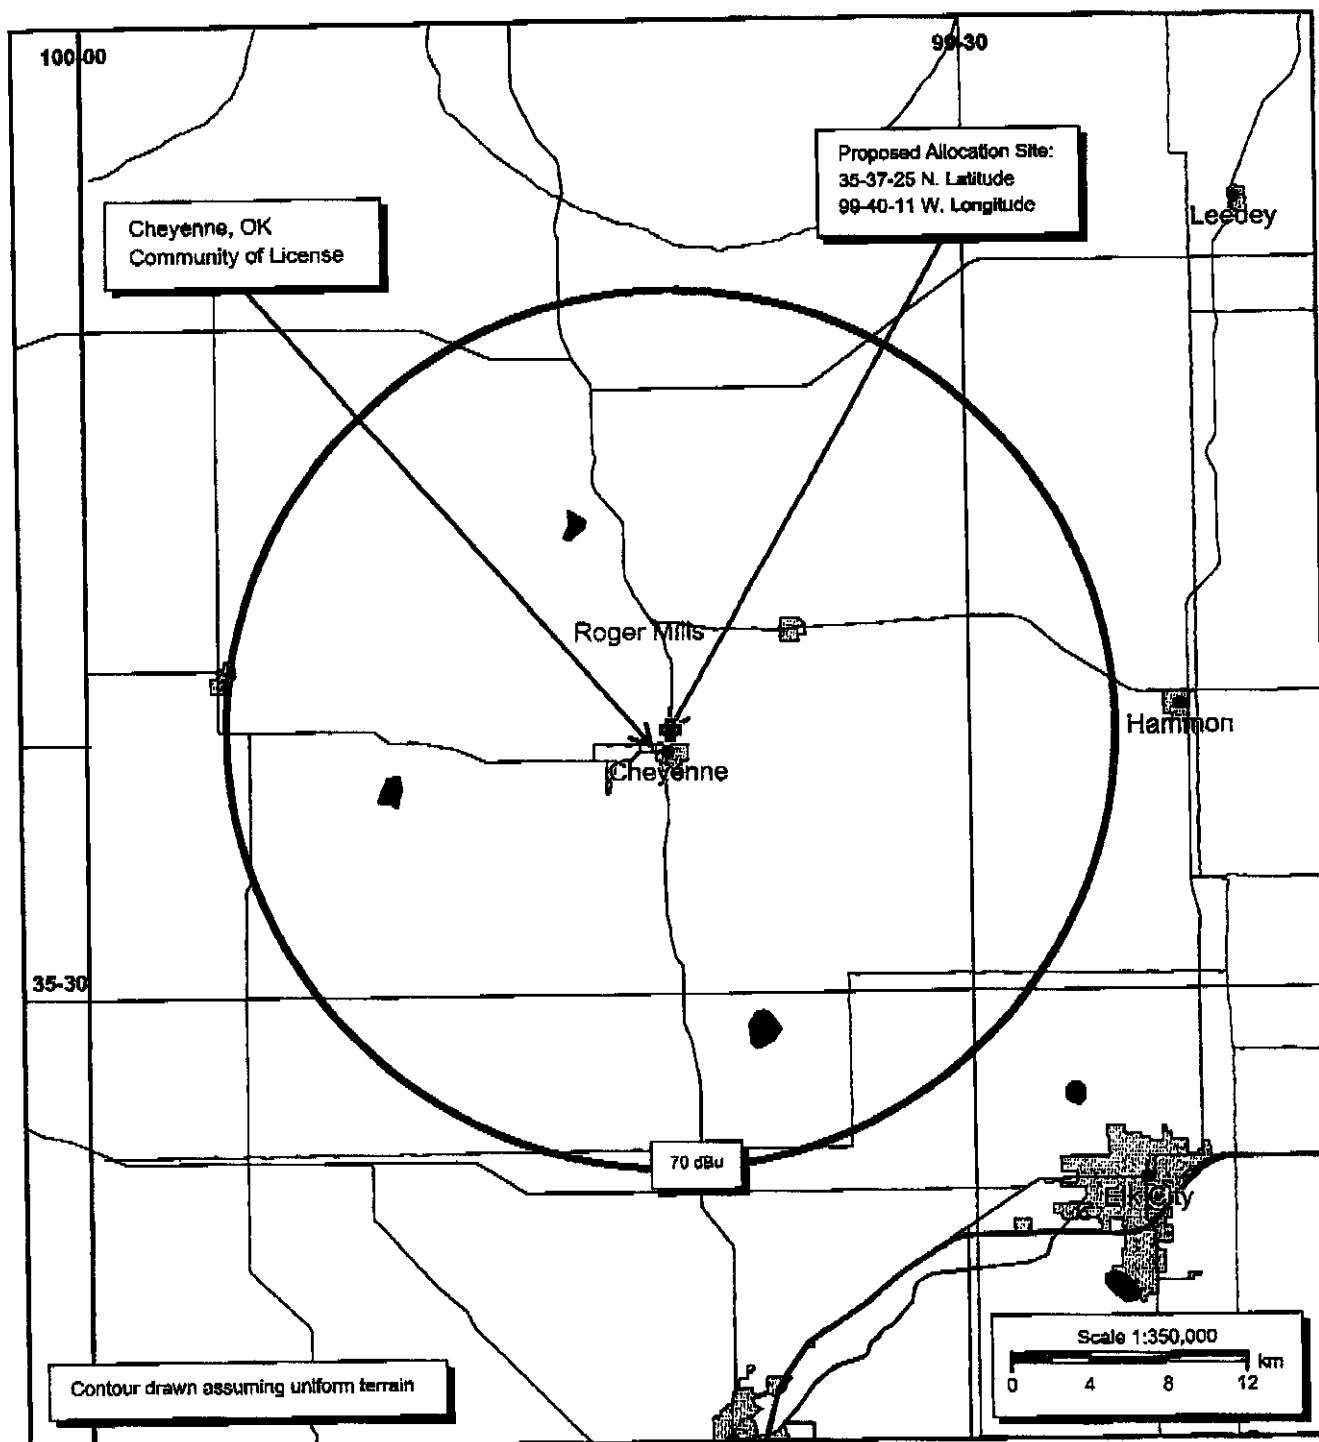 100-00
99-30
Proposed Allocation Site:
35-37-25 N. Latitude
99-40-11 W. Longitude
Leedey
Cheyenne, OK
Community of License
Roger Mills
Hammon
Cheyenne
35-30
70 dBu
Elk City
Scale 1:350,000
km
0 4 8 12
Contour drawn assuming uniform terrain